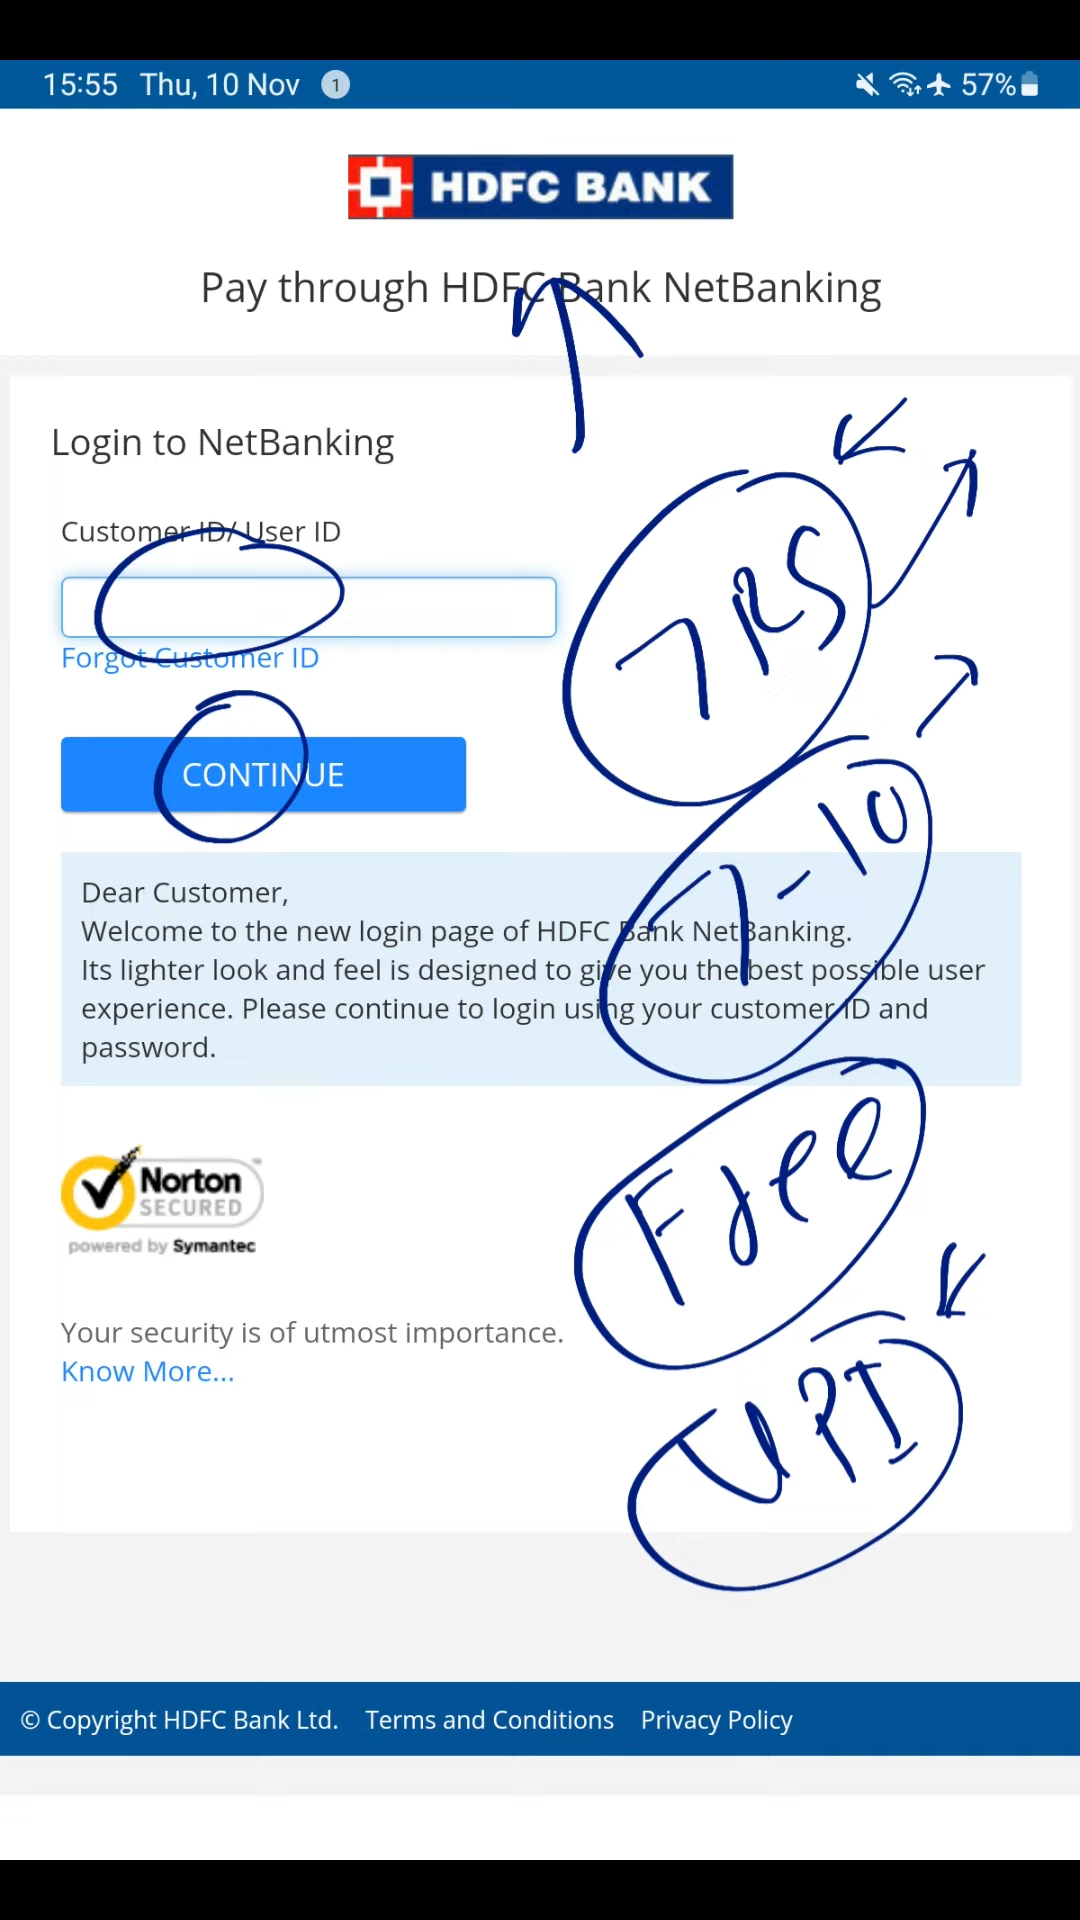 15:55 Thu, 10 Nov 1 57%
HDFC BANK
Pay through HDFC Bank NetBanking
Login to NetBanking
Customer ID/ User ID
Forgot Customer ID
7 RS
CONTINUE
7-10
Dear Customer,
Welcome to the new login page of HDFC Bank NetBanking.
Its lighter look and feel is designed to give you the best possible user
experience. Please continue to login using your customer ID and
password.
Free
Norton
SECURED
powered by Symantec
Your security is of utmost importance.
Know More...
UPI
© Copyright HDFC Bank Ltd. Terms and Conditions Privacy Policy